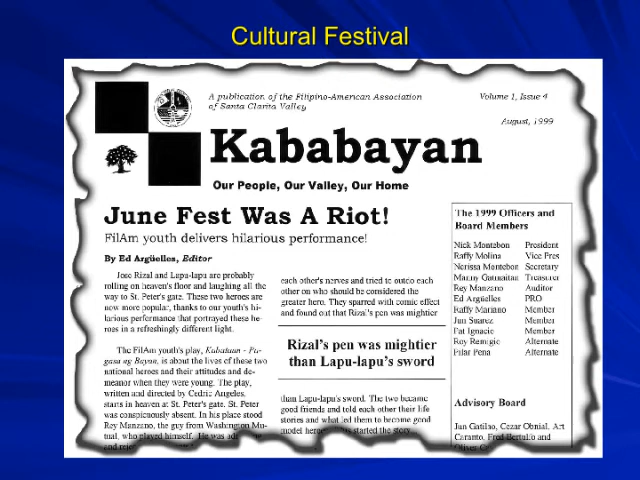 Cultural Festival
A publication of the Filipino-American Association
of Santa Clarita Valley
Volume 1, Issue 4
August, 1999
Kababayan
Our People, Our Valley, Our Home
June Fest Was A Riot!
FilAm youth delivers hilarious performance!
By Ed Argüelles, Editor
Jose Rizal and Lapu-lapu are probably
rolling on heaven's floor and laughing all the
way to St. Peter's gate. These two heroes are
now more popular, thanks to our youth's hi-
larious performance that portrayed these he-
roes in a refreshingly different light.
The FilAm youth's play, Kabataan - Pa-
gasa ng Bayan, is about the lives of these two
national heroes and their attitudes and de-
meanor when they were young. The play,
written and directed by Cedric Angeles,
starts in heaven at St. Peter's gate. St. Peter
was conspicuously absent. In his place stood
Rey Manzano, the guy from Washington Mu-
tual, who played himself. He was
and
each other's nerves and tried to outdo each
other on who should be considered the
greater hero. They sparred with comic effect
and found out that Rizal's pen was mightier
Rizal's pen was mightier
than Lapu-lapu's sword
than Lapu-lapu's sword. The two became
good friends and told each other their life
stories and what led them to become good
model started the story
The 1999 Officers and
Board Members
Nick Montebon President
Raffy Molina Vice Pres
Nerissa Montebon Secretary
Manny Gatmaitan Treasurer
Rey Manzano Auditor
Ed Argüelles PRO
Raffy Mariano Member
Jun Suarez Member
Pat Ignacio Member
Roy Remigio Alternate
Pilar Pena Alternate
Advisory Board
Jun Gatilao, Cezar Obnial, Art
Caranto, Fred Bertulfo and